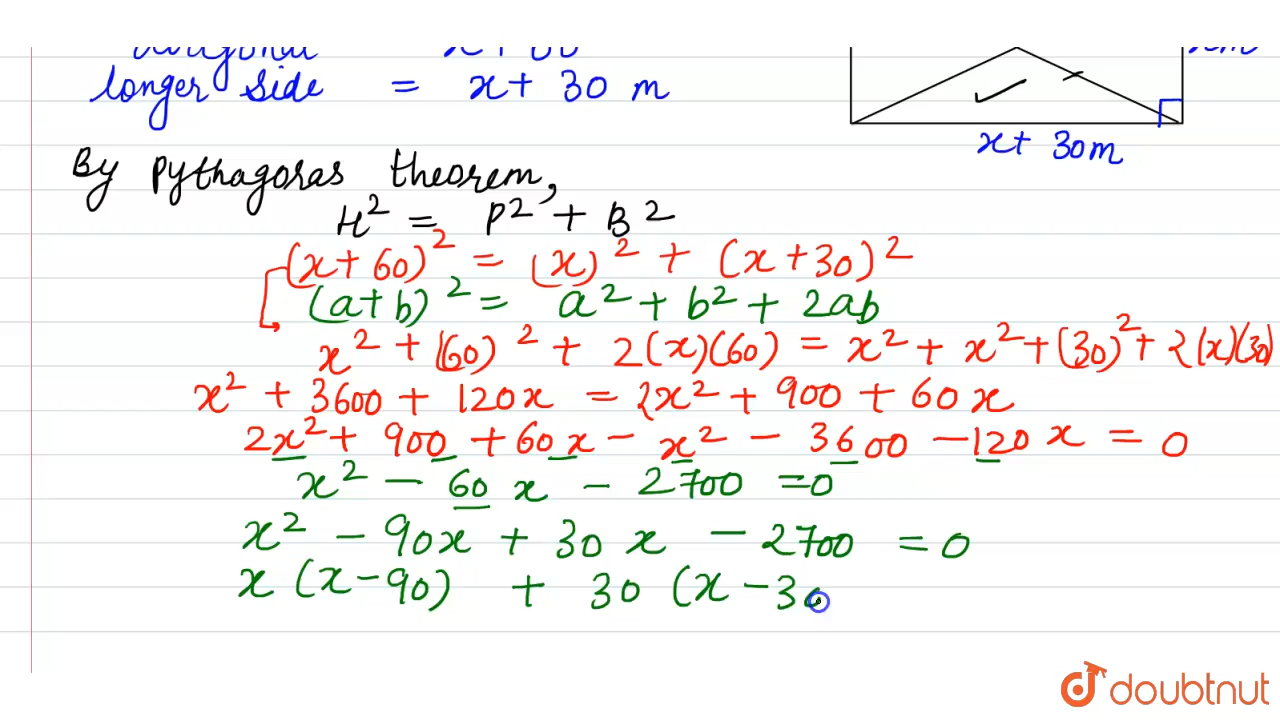 longer side = x + 30 m
x + 30m
By Pythagoras theorem,
H² = P² + B²
(x + 60)² = (x)² + (x + 30)²
(a + b)² = a² + b² + 2ab
x² + (60)² + 2(x)(60) = x² + x² + (30)² + 2(x)(30)
x² + 3600 + 120x = 2x² + 900 + 60x
2x² + 900 + 60x - x² - 3600 - 120x = 0
x² - 60x - 2700 = 0
x² - 90x + 30x - 2700 = 0
x (x - 90) + 30 (x - 30
doubtnut